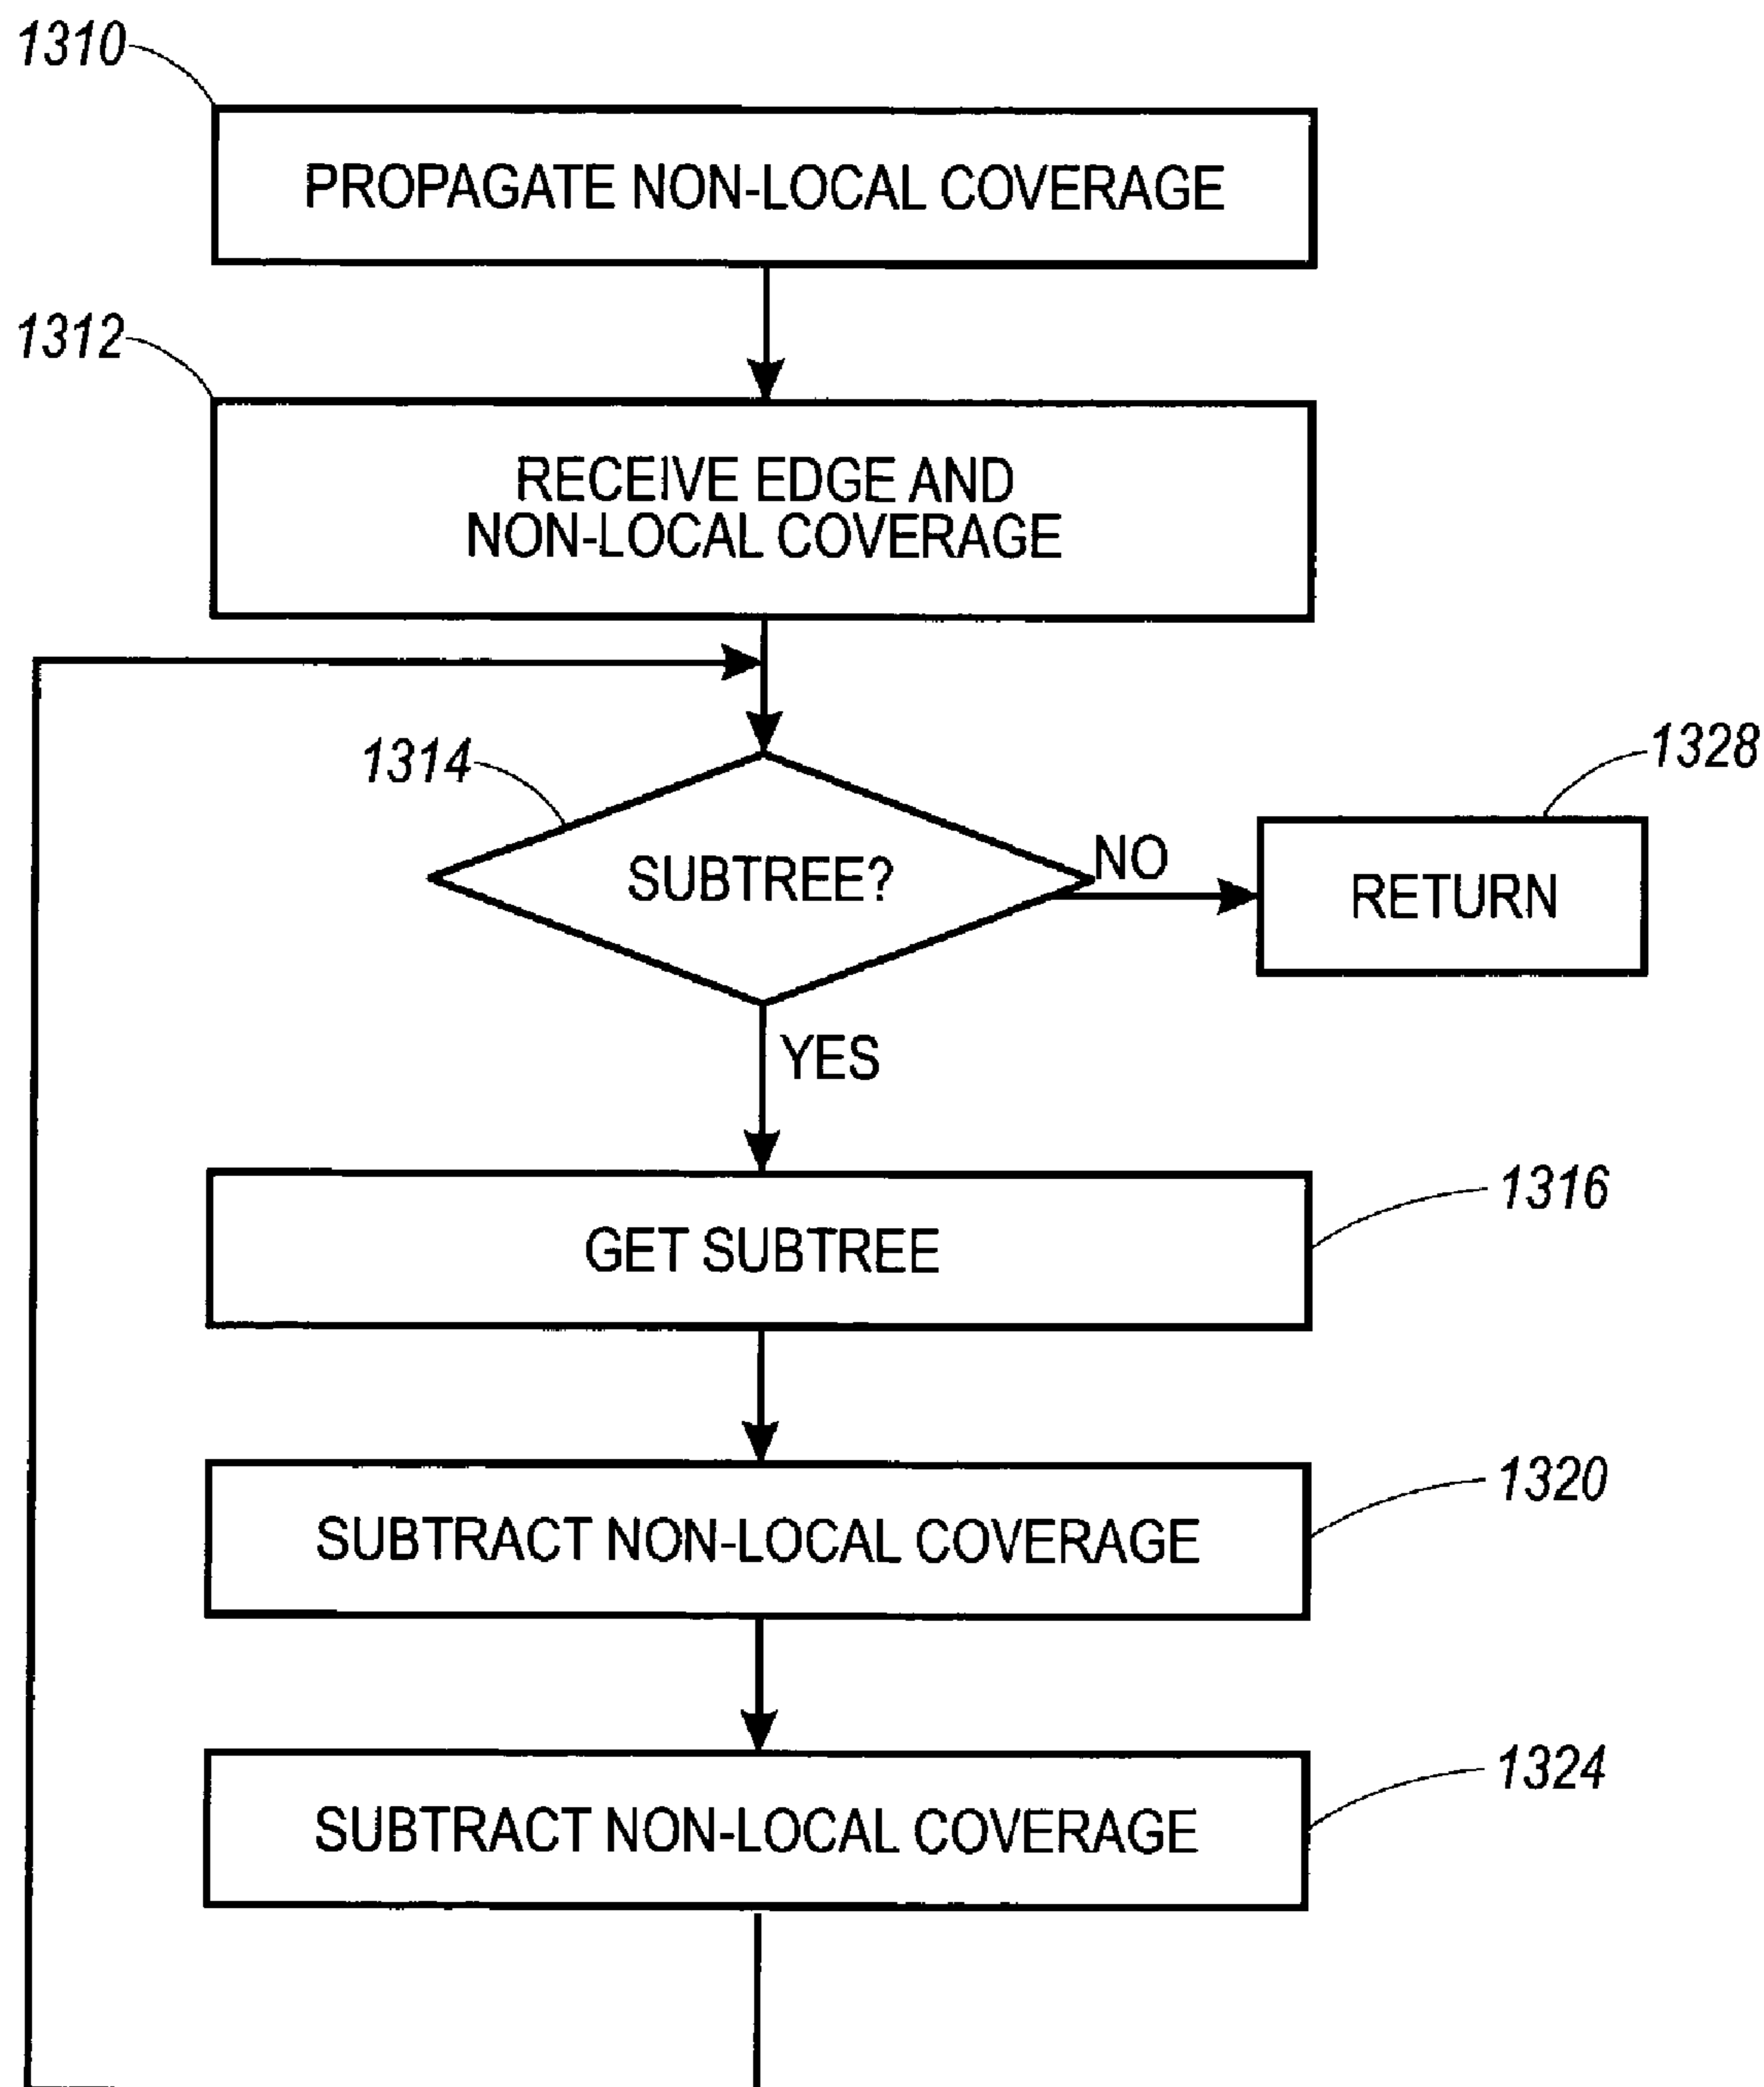 1310
PROPAGATE NON-LOCAL COVERAGE
1312
RECEIVE EDGE AND
NON-LOCAL COVERAGE
1314
SUBTREE?
NO
1328
RETURN
YES
1316
GET SUBTREE
1320
SUBTRACT NON-LOCAL COVERAGE
1324
SUBTRACT NON-LOCAL COVERAGE